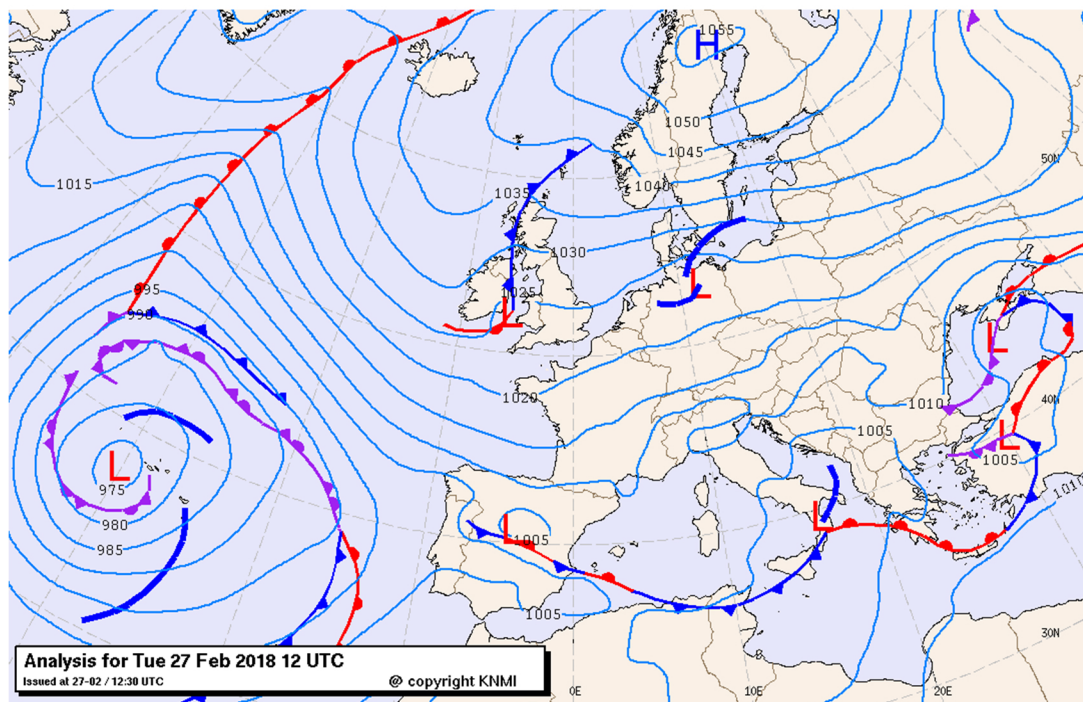 1055
H
1050
50N
1045
1040
1015
1035
1030
995
1025
L
L
990
L
1020
1010
40N
1005
L
1005
L
975
1010
L
L
980
1005
985
1005
30N
Analysis for Tue 27 Feb 2018 12 UTC
Issued at 27-02 / 12:30 UTC
@ copyright KNMI
0E
10E
20E